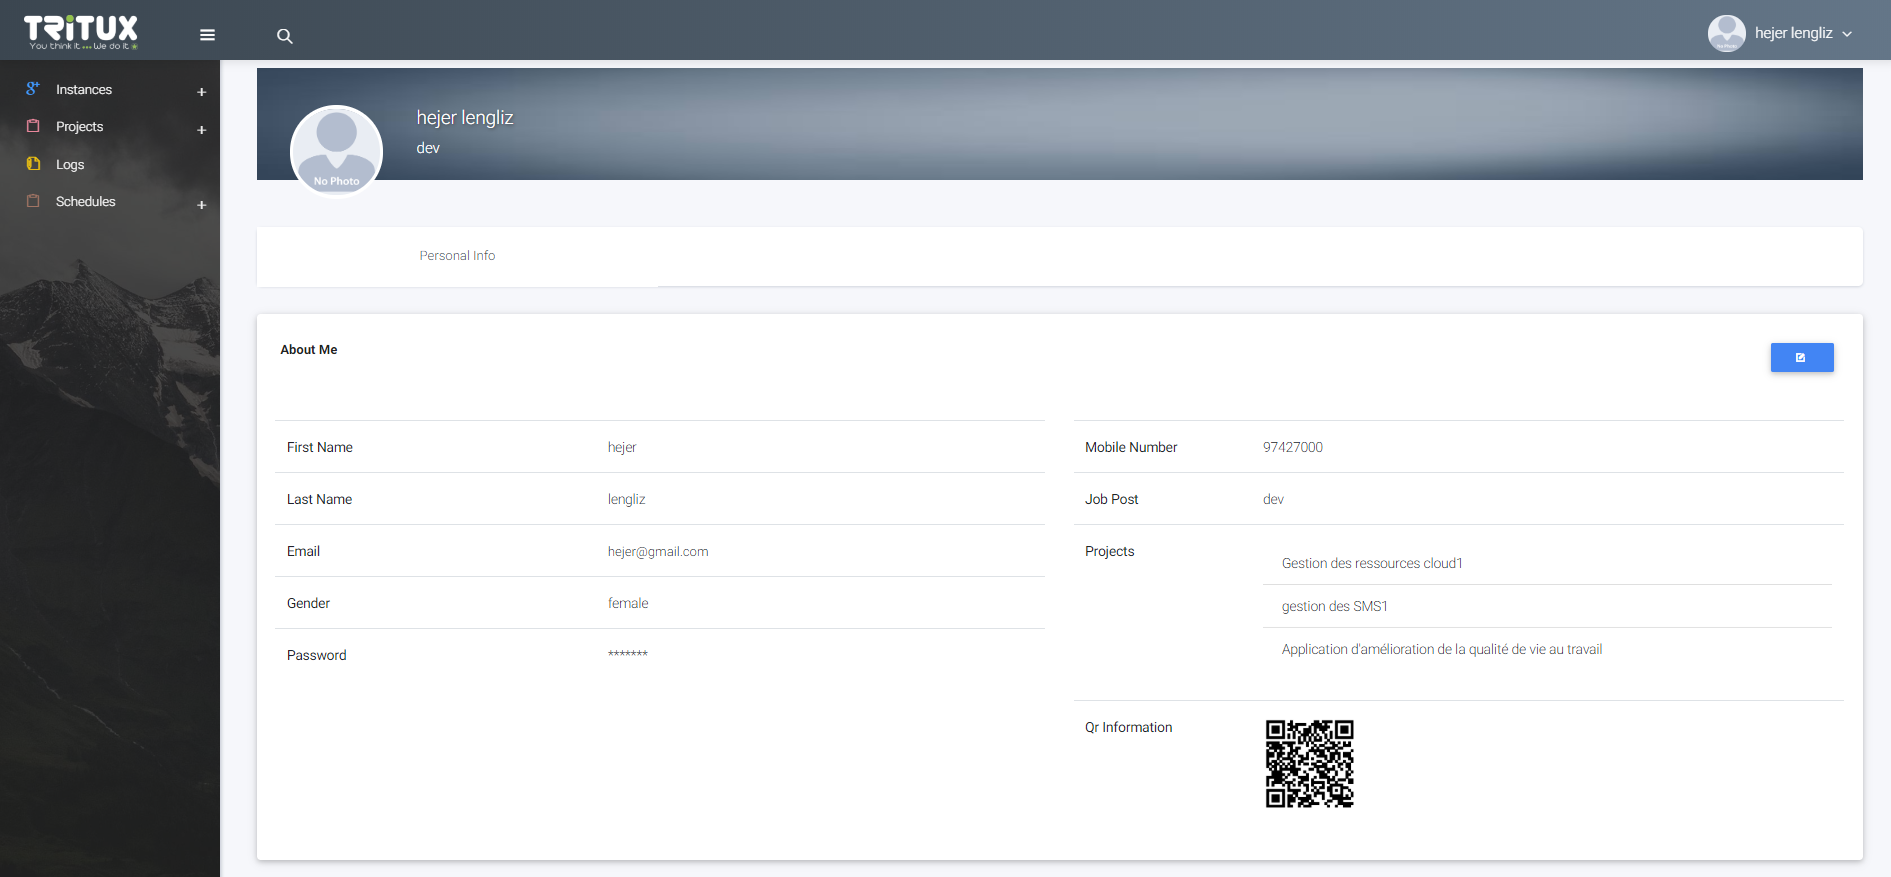 TRiTUX
You think it ... We do it
hejer lengliz
Instances
Projects
Logs
Schedules
hejer lengliz
dev
No Photo
Personal Info
About Me
First Name hejer
Last Name lengliz
Email hejer@gmail.com
Gender female
Password *******
Mobile Number 97427000
Job Post dev
Projects
Gestion des ressources cloud1
gestion des SMS1
Application d'amélioration de la qualité de vie au travail
Qr Information